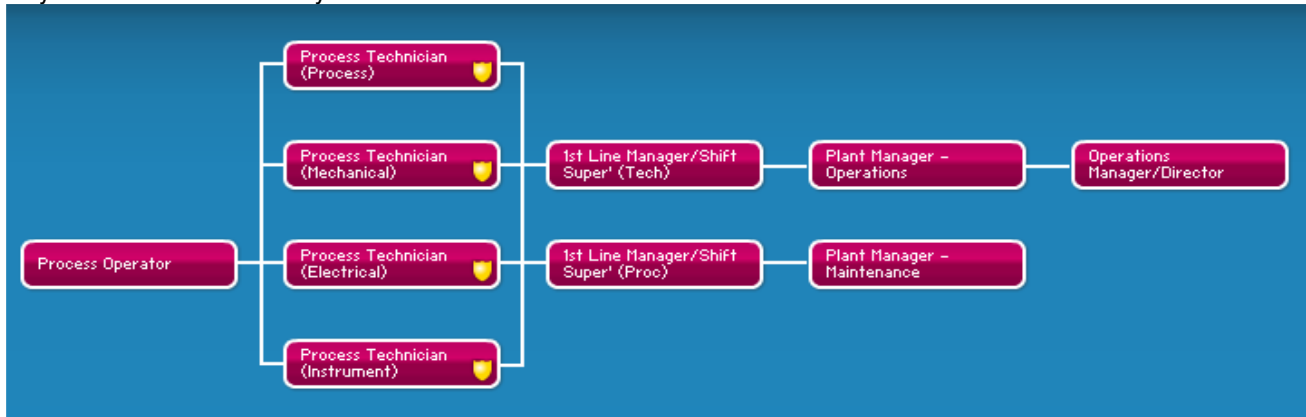 Process Technician
(Process)
Process Technician
(Mechanical)
1st Line Manager/Shift
Super' (Tech)
Plant Manager –
Operations
Operations
Manager/Director
Process Operator
Process Technician
(Electrical)
1st Line Manager/Shift
Super' (Proc)
Plant Manager –
Maintenance
Process Technician
(Instrument)